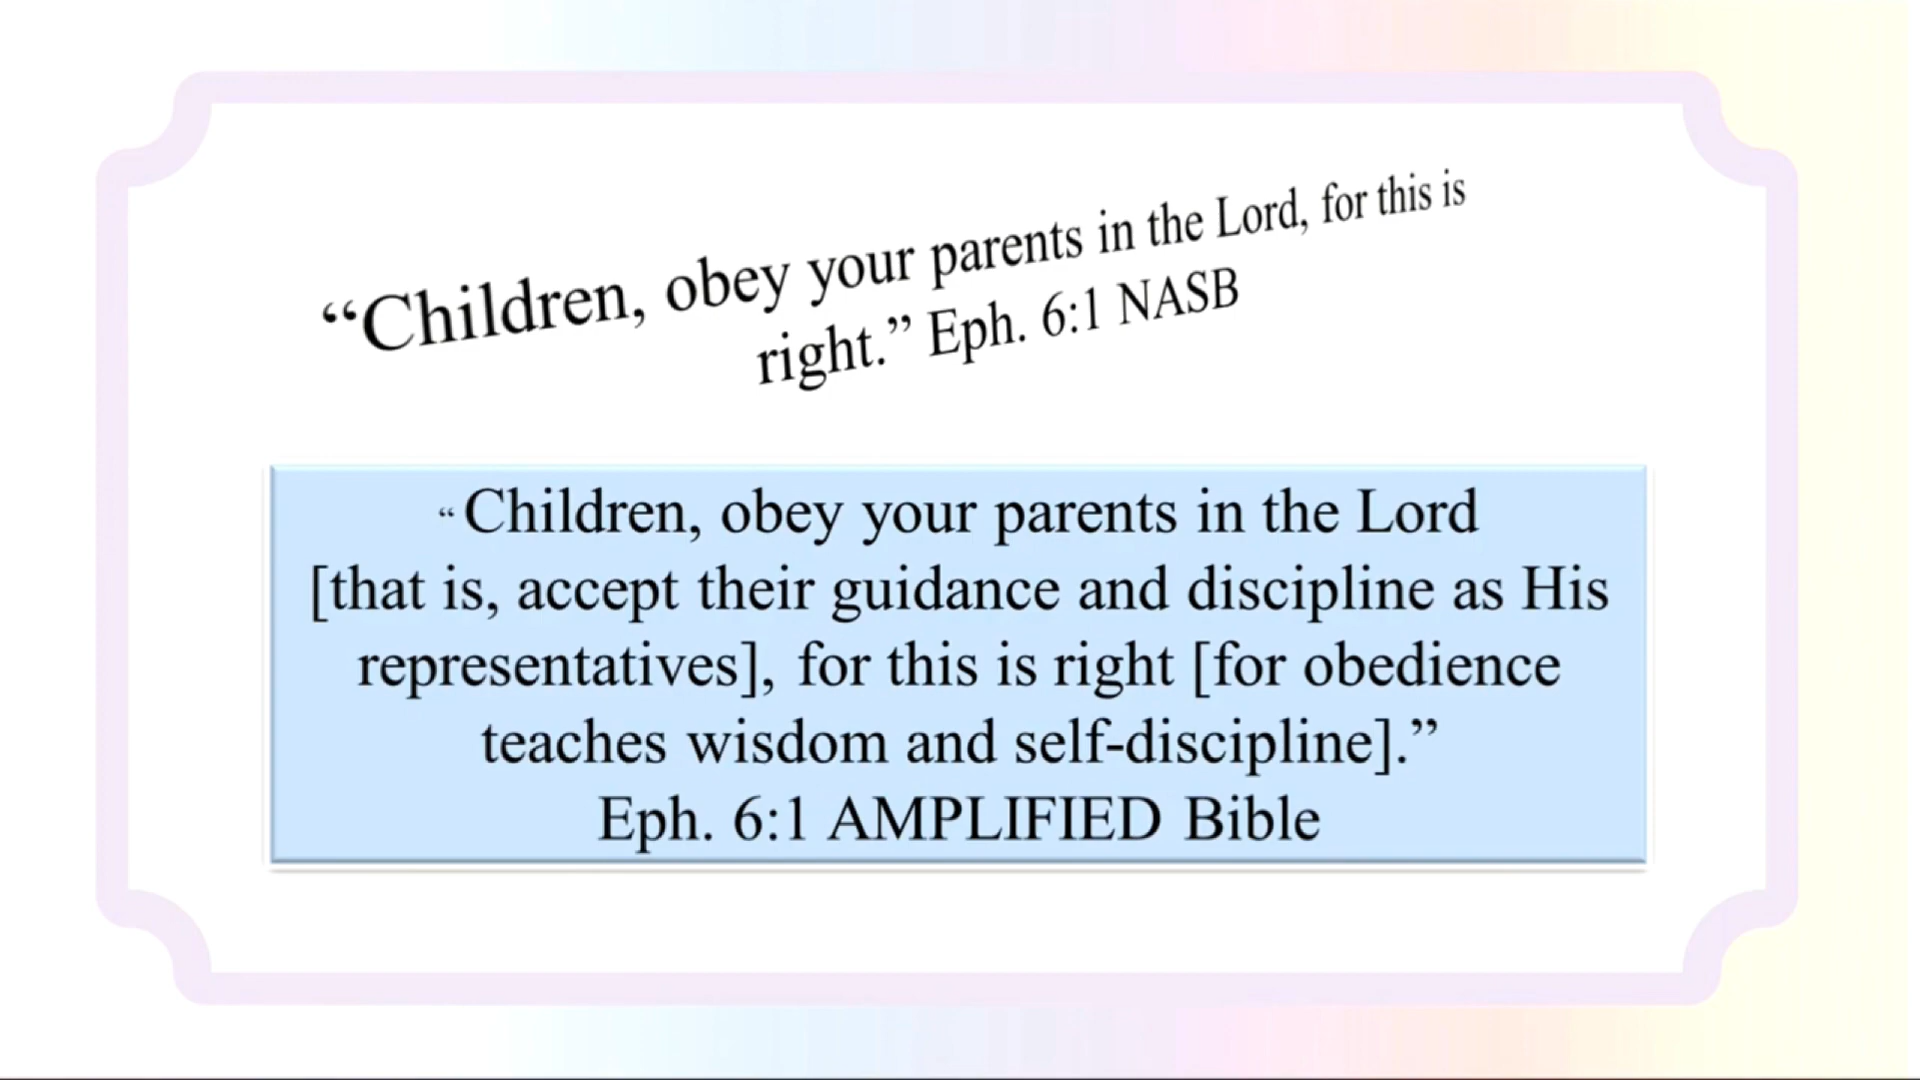 “Children, obey your parents in the Lord, for this is
right.” Eph. 6:1 NASB
“Children, obey your parents in the Lord
[that is, accept their guidance and discipline as His
representatives], for this is right [for obedience
teaches wisdom and self-discipline].”
Eph. 6:1 AMPLIFIED Bible